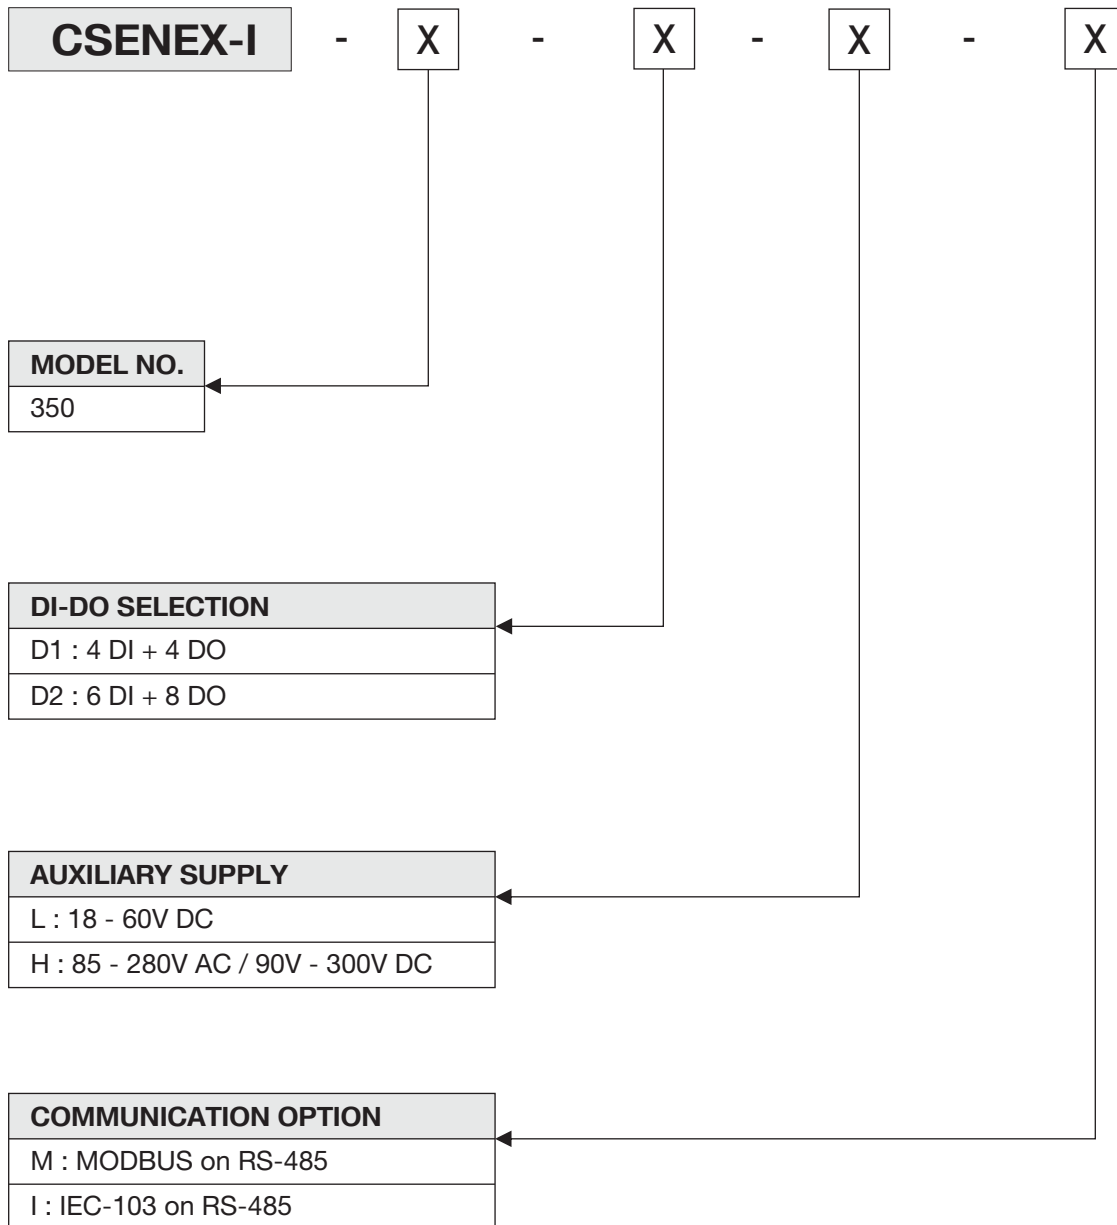 CSENEX-I - X - X - X - X
MODEL NO.
350
DI-DO SELECTION
D1 : 4 DI + 4 DO
D2 : 6 DI + 8 DO
AUXILIARY SUPPLY
L : 18 - 60V DC
H : 85 - 280V AC / 90V - 300V DC
COMMUNICATION OPTION
M : MODBUS on RS-485
I : IEC-103 on RS-485